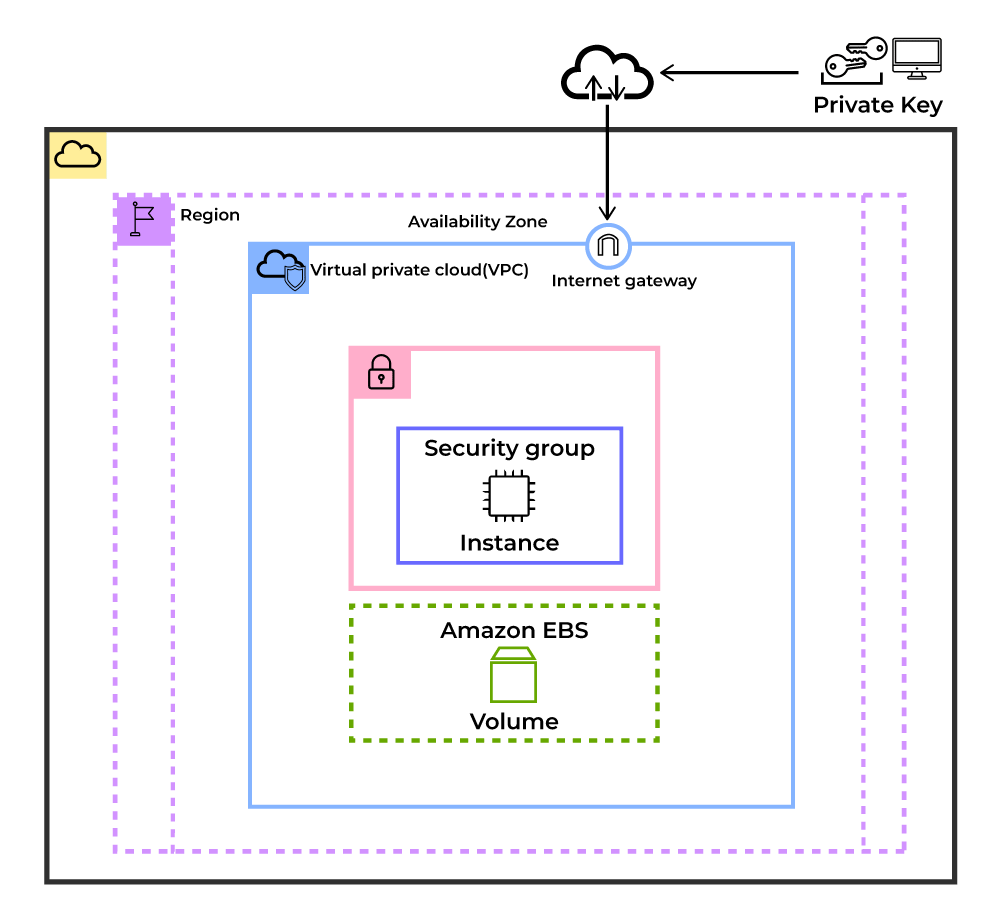 Private Key
Region
Availability Zone
Virtual private cloud(VPC)
Internet gateway
Security group
Instance
Amazon EBS
Volume